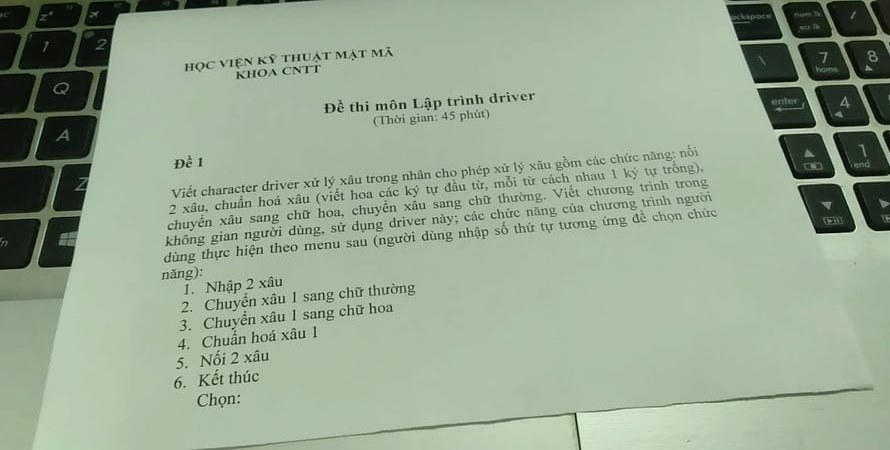 HỌC VIỆN KỸ THUẬT MẬT MÃ
KHOA CNTT
Đề thi môn Lập trình driver
(Thời gian: 45 phút)
Đề 1
Viết character driver xử lý xâu trong nhân cho phép xử lý xâu gồm các chức năng: nối
2 xâu, chuẩn hoá xâu (viết hoa các ký tự đầu từ, mỗi từ cách nhau 1 ký tự trống),
chuyển xâu sang chữ hoa, chuyển xâu sang chữ thường. Viết chương trình trong
không gian người dùng, sử dụng driver này; các chức năng của chương trình người
dùng thực hiện theo menu sau (người dùng nhập số thứ tự tương ứng để chọn chức
năng):
1. Nhập 2 xâu
2. Chuyển xâu 1 sang chữ thường
3. Chuyển xâu 1 sang chữ hoa
4. Chuẩn hoá xâu 1
5. Nối 2 xâu
6. Kết thúc
Chọn:
1
2
Q
A
Z
\
enter
7
home
8
4
1
end